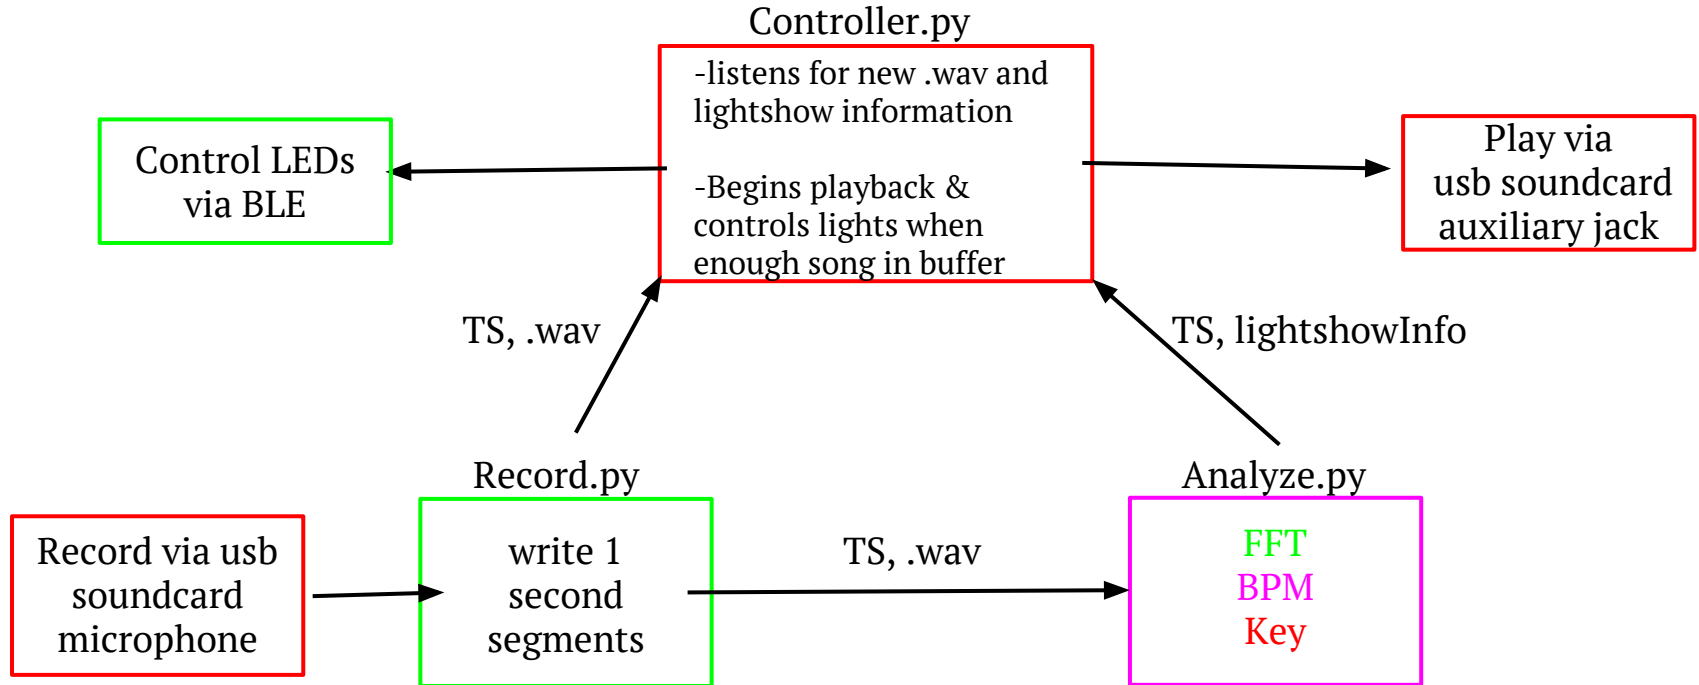 Controller.py
-listens for new .wav and
lightshow information
-Begins playback &
controls lights when
enough song in buffer
Control LEDs
via BLE
Play via
usb soundcard
auxiliary jack
TS, .wav
TS, lightshowInfo
Record.py
Analyze.py
Record via usb
soundcard
microphone
write 1
second
segments
TS, .wav
FFT
BPM
Key